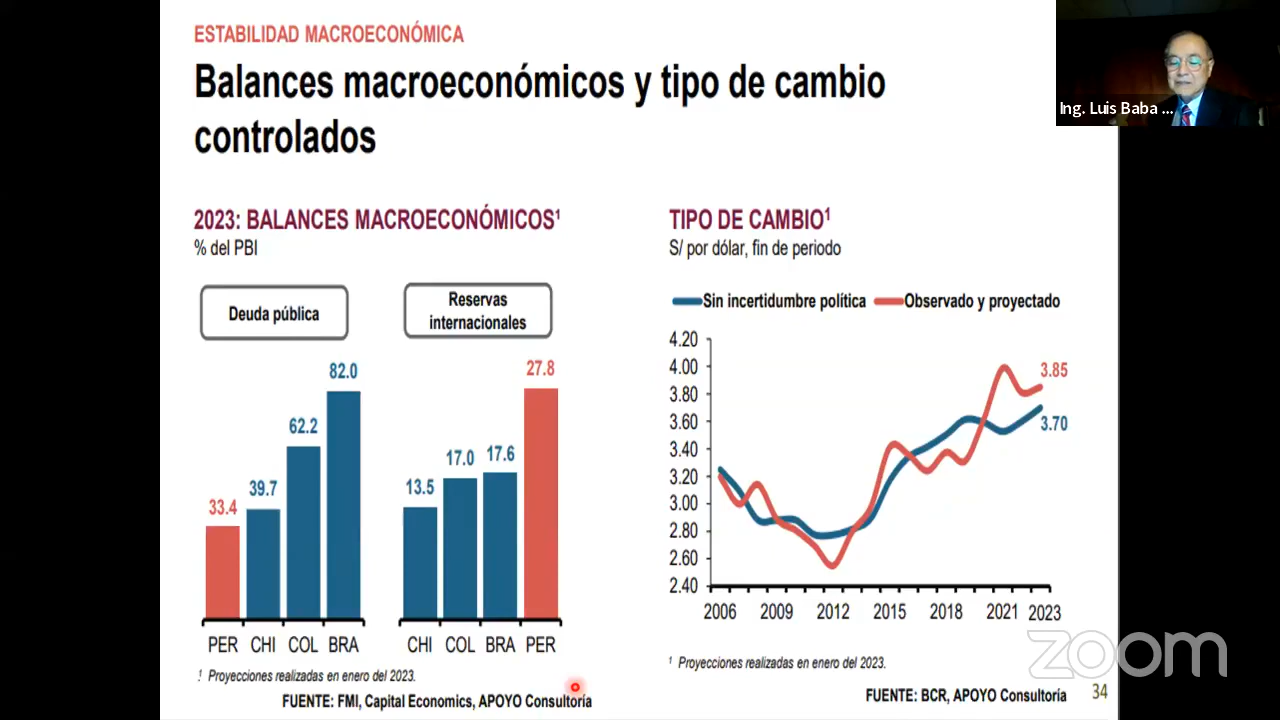 ESTABILIDAD MACROECONÓMICA
Balances macroeconómicos y tipo de cambio
controlados
Ing. Luis Baba ...
2023: BALANCES MACROECONÓMICOS¹
% del PBI
Deuda pública
Reservas
internacionales
82.0
62.2
39.7
33.4
PER CHI COL BRA
27.8
17.6
17.0
13.5
CHI COL BRA PER
¹ Proyecciones realizadas en enero del 2023.
FUENTE: FMI, Capital Economics, APOYO Consultoría
TIPO DE CAMBIO¹
S/ por dólar, fin de periodo
Sin incertidumbre política Observado y proyectado
4.20
4.00
3.80
3.60
3.40
3.20
3.00
2.80
2.60
2.40
3.85
3.70
2006 2009 2012 2015 2018 2021 2023
¹ Proyecciones realizadas en enero del 2023.
FUENTE: BCR, APOYO Consultoría
34
zoom